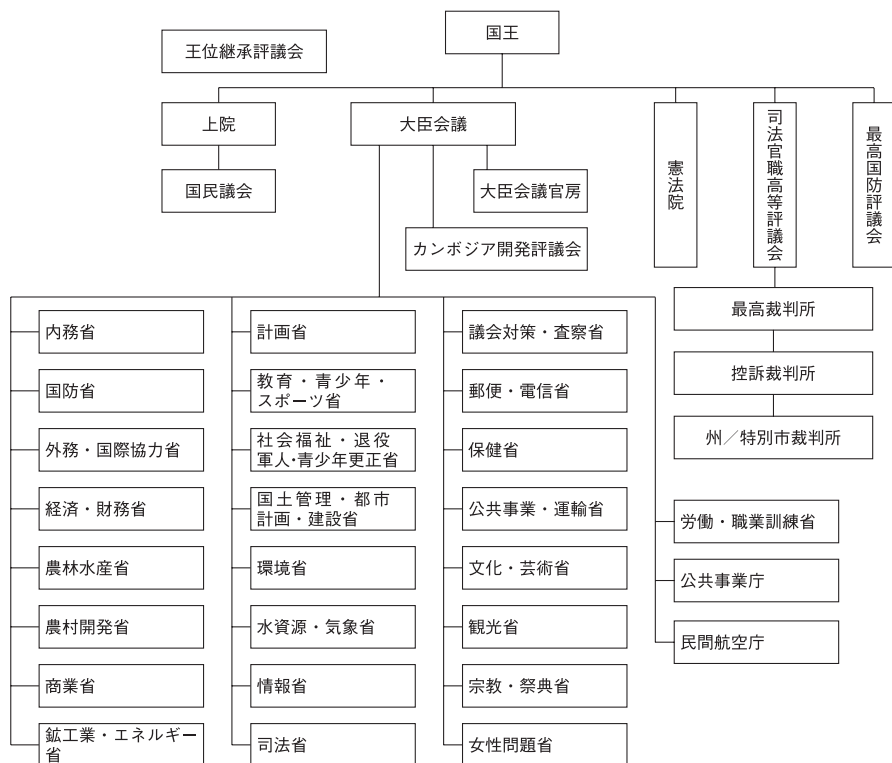 国王
王位継承評議会
上院
大臣会議
憲法院
司法官職高等評議会
最高国防評議会
国民議会
大臣会議官房
カンボジア開発評議会
最高裁判所
控訴裁判所
州／特別市裁判所
内務省
国防省
外務・国際協力省
経済・財務省
農林水産省
農村開発省
商業省
鉱工業・エネルギー
省
計画省
教育・青少年・
スポーツ省
社会福祉・退役
軍人・青少年更正省
国土管理・都市
計画・建設省
環境省
水資源・気象省
情報省
司法省
議会対策・査察省
郵便・電信省
保健省
公共事業・運輸省
文化・芸術省
観光省
宗教・祭典省
女性問題省
労働・職業訓練省
公共事業庁
民間航空庁